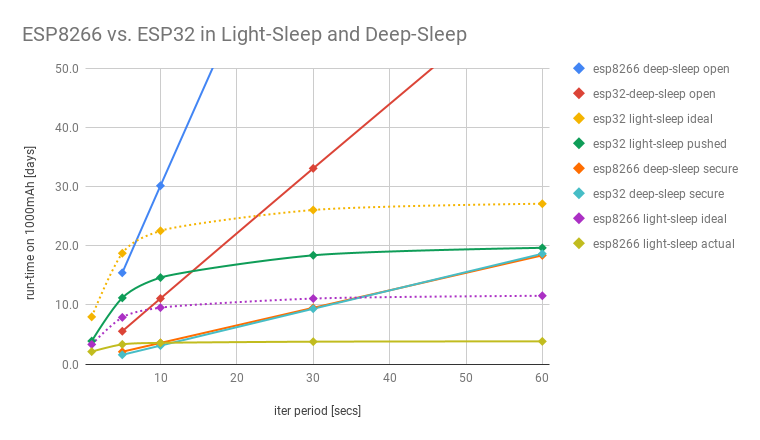 ESP8266 vs. ESP32 in Light-Sleep and Deep-Sleep
run-time on 1000mAh [days]
50.0
40.0
30.0
20.0
10.0
0.0
10
20
30
40
50
60
iter period [secs]
esp8266 deep-sleep open
esp32-deep-sleep open
esp32 light-sleep ideal
esp32 light-sleep pushed
esp8266 deep-sleep secure
esp32 deep-sleep secure
esp8266 light-sleep ideal
esp8266 light-sleep actual